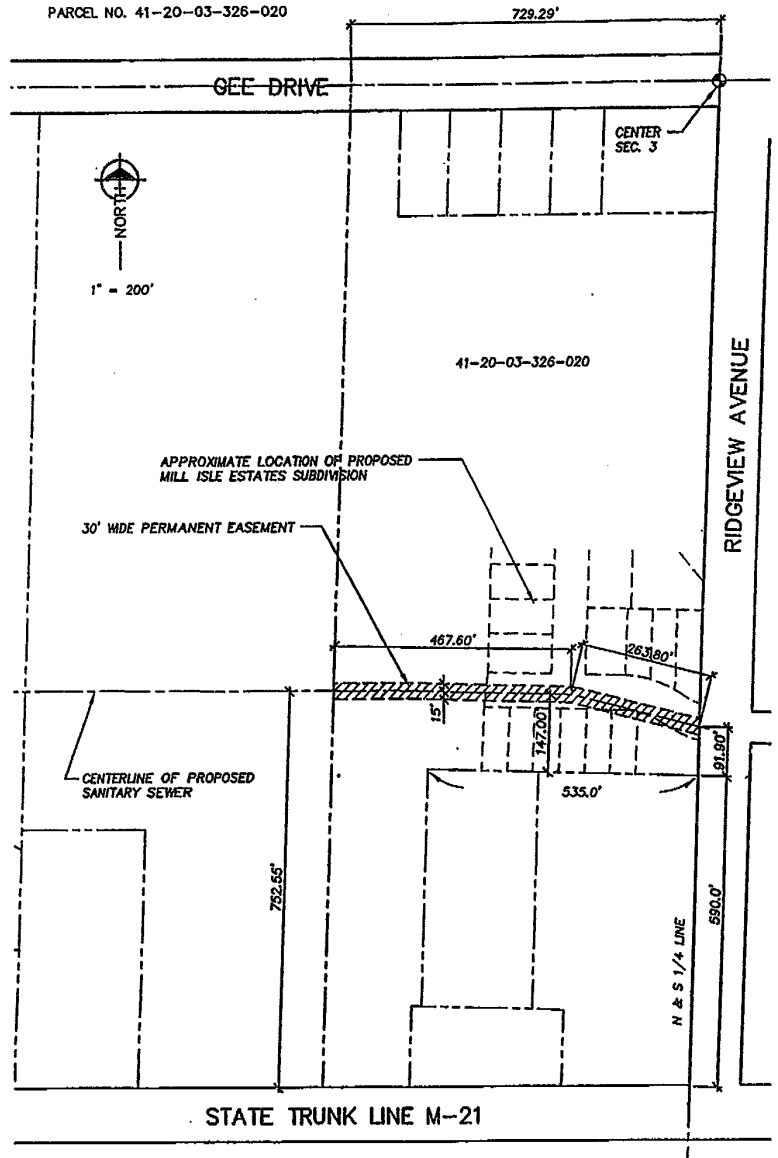 PARCEL NO. 41-20-03-326-020
729.29'
GEE DRIVE
CENTER
SEC. 3
NORTH
1" = 200'
41-20-03-326-020
RIDGEVIEW AVENUE
APPROXIMATE LOCATION OF PROPOSED
MILL ISLE ESTATES SUBDIVISION
30' WIDE PERMANENT EASEMENT
467.60'
263.80'
15'
147.00'
91.90'
CENTERLINE OF PROPOSED
SANITARY SEWER
535.0'
752.55'
590.0'
N & S 1/4 LINE
STATE TRUNK LINE M-21